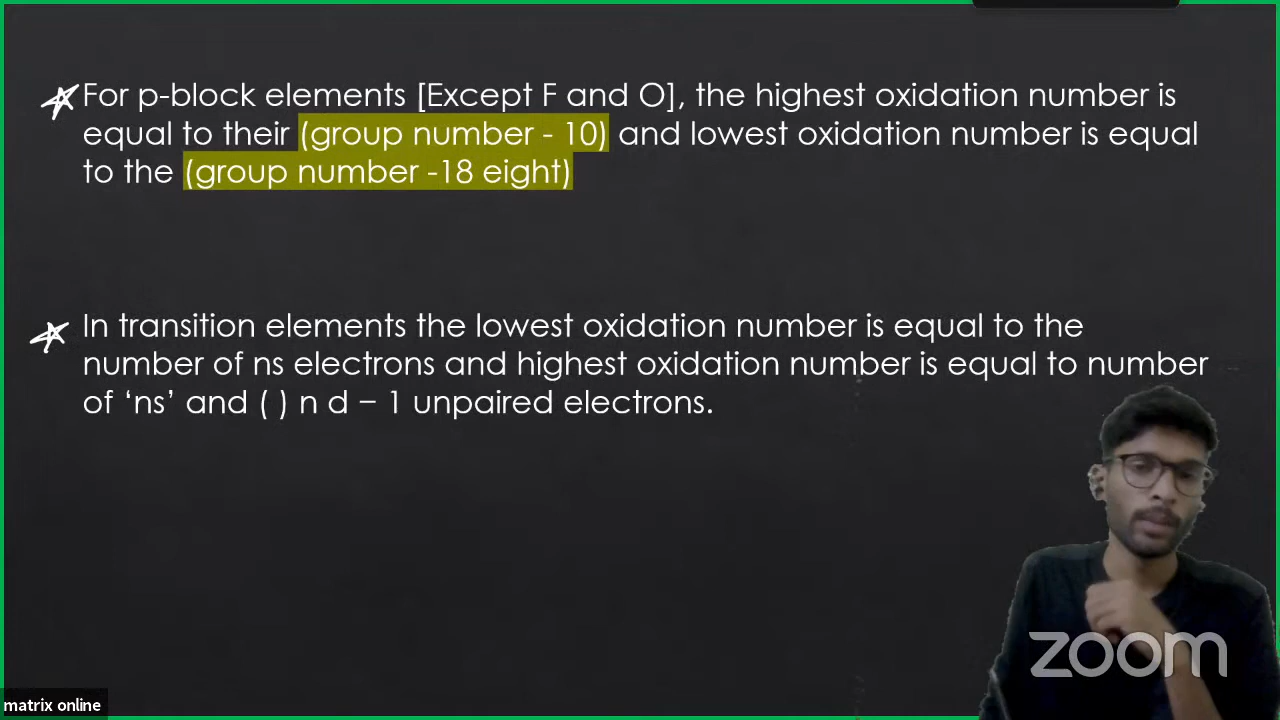 For p-block elements [Except F and O], the highest oxidation number is
equal to their (group number - 10) and lowest oxidation number is equal
to the (group number -18 eight)
In transition elements the lowest oxidation number is equal to the
number of ns electrons and highest oxidation number is equal to number
of ‘ns’ and ( ) n d − 1 unpaired electrons.
zoom
matrix online